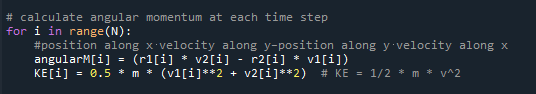 # calculate angular momentum at each time step
for i in range(N):
    #position along x·velocity along y-position along y·velocity along x
    angularM[i] = (r1[i] * v2[i] - r2[i] * v1[i])
    KE[i] = 0.5 * m * (v1[i]**2 + v2[i]**2)  # KE = 1/2 * m * v^2